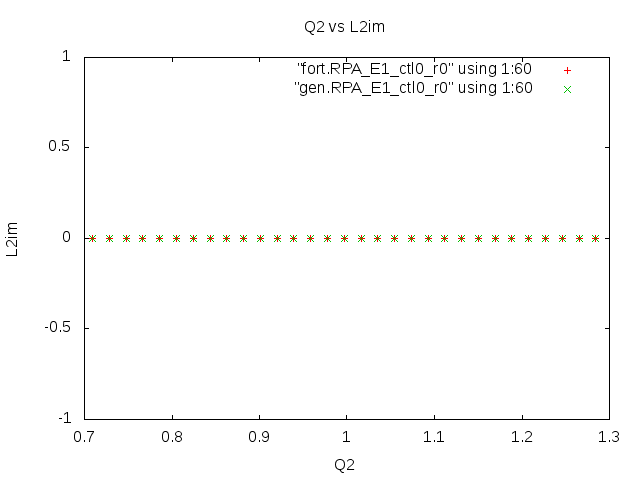 Q2 vs L2im
"fort.RPA_E1_ctl0_r0" using 1:60
"gen.RPA_E1_ctl0_r0" using 1:60
1
0.5
0
-0.5
-1
L2im
0.7 0.8 0.9 1 1.1 1.2 1.3
Q2